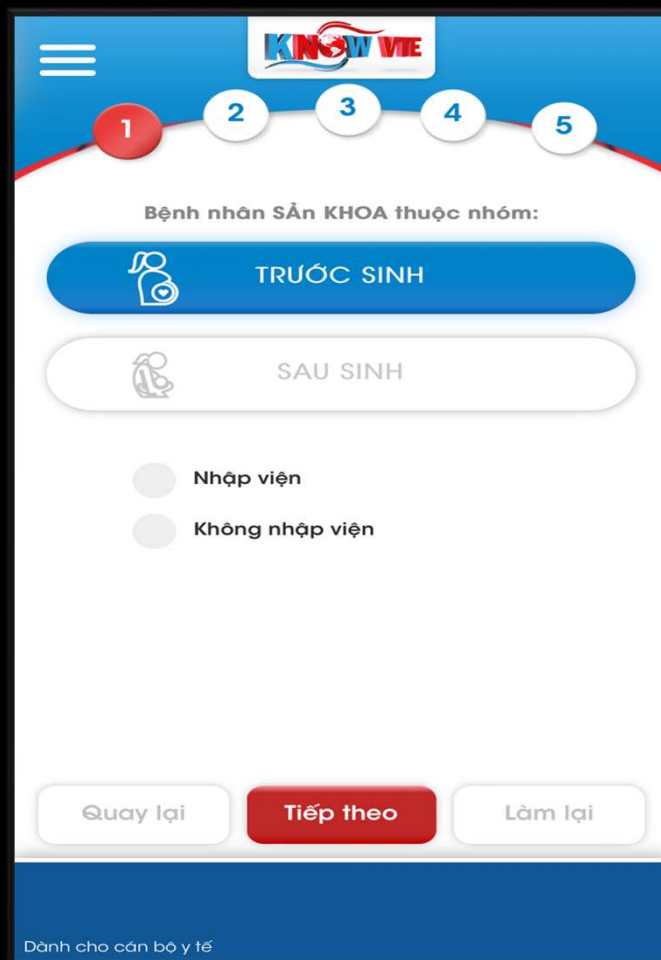 KNOW VTE
1 2 3 4 5
Bệnh nhân SẢn KHOA thuộc nhóm:
TRƯỚC SINH
SAU SINH
Nhập viện
Không nhập viện
Quay lại Tiếp theo Làm lại
Dành cho cán bộ y tế